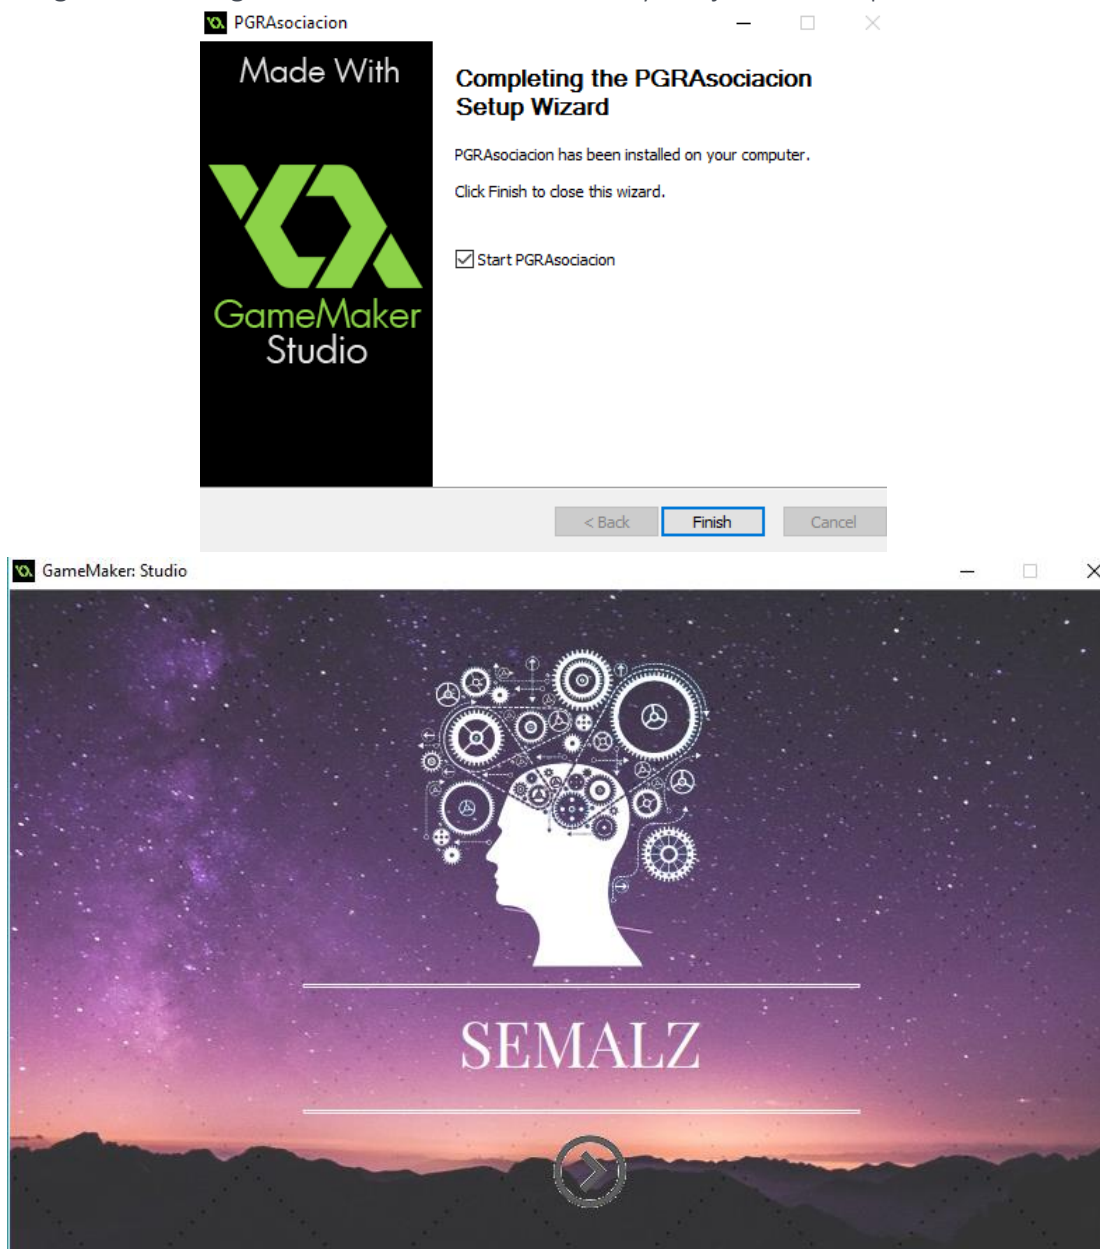 PGRAsociacion
Made With
GameMaker
Studio
Completing the PGRAsociacion
Setup Wizard
PGRAsociacion has been installed on your computer.
Click Finish to close this wizard.
Start PGRAsociacion
< Back
Finish
Cancel
GameMaker: Studio
SEMALZ